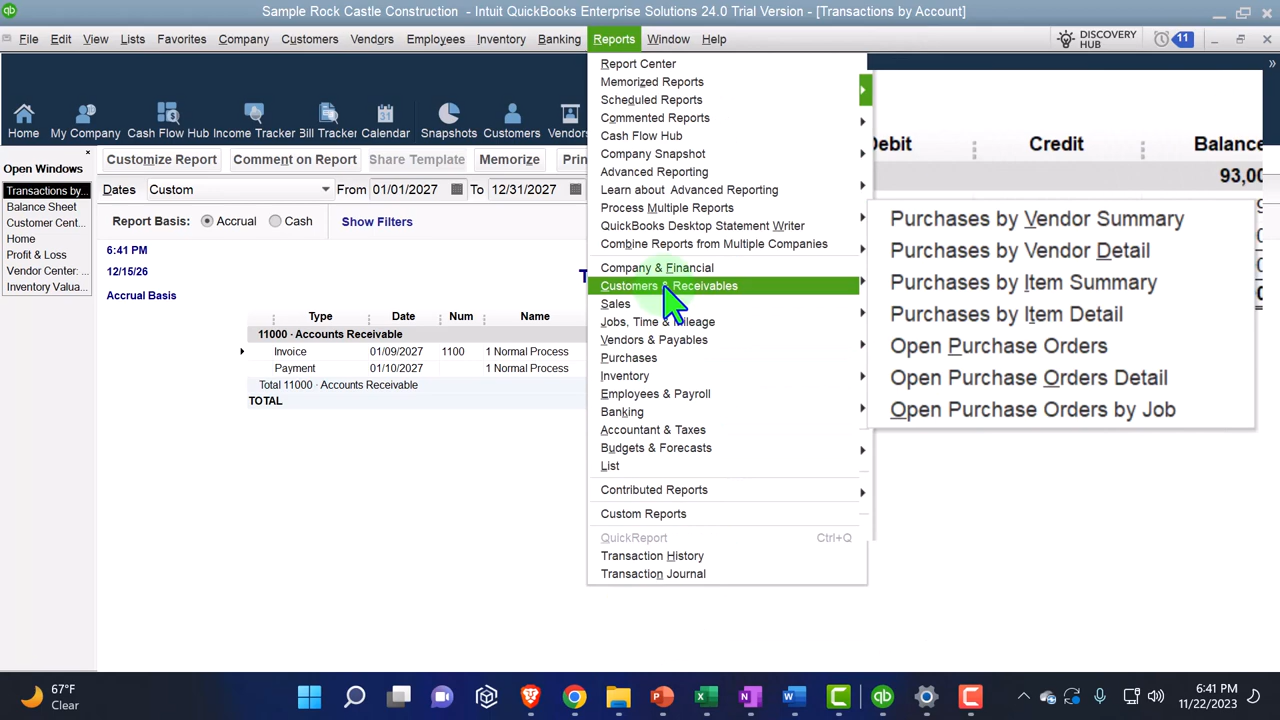 Sample Rock Castle Construction - Intuit QuickBooks Enterprise Solutions 24.0 Trial Version - [Transactions by Account]
File Edit View Lists Favorites Company Customers Vendors Employees Inventory Banking Reports Window Help
DISCOVERY HUB 11
Home My Company Cash Flow Hub Income Tracker Bill Tracker Calendar Snapshots Customers Vendors
Open Windows
Transactions by...
Balance Sheet
Customer Cent...
Home
Profit & Loss
Vendor Center: ...
Inventory Valua...
Customize Report Comment on Report Share Template Memorize Prin
Dates Custom From 01/01/2027 To 12/31/2027
Report Basis: Accrual Cash Show Filters
6:41 PM
12/15/26
Accrual Basis
T
Type Date Num Name
11000 · Accounts Receivable
Invoice 01/09/2027 1100 1 Normal Process
Payment 01/10/2027 1 Normal Process
Total 11000 · Accounts Receivable
TOTAL
Report Center
Memorized Reports
Scheduled Reports
Commented Reports
Cash Flow Hub
Company Snapshot
Advanced Reporting
Learn about Advanced Reporting
Process Multiple Reports
QuickBooks Desktop Statement Writer
Combine Reports from Multiple Companies
Company & Financial
Customers & Receivables
Sales
Jobs, Time & Mileage
Vendors & Payables
Purchases
Inventory
Employees & Payroll
Banking
Accountant & Taxes
Budgets & Forecasts
List
Contributed Reports
Custom Reports
QuickReport Ctrl+Q
Transaction History
Transaction Journal
Debit Credit Balance
93,00
Purchases by Vendor Summary
Purchases by Vendor Detail
Purchases by Item Summary
Purchases by Item Detail
Open Purchase Orders
Open Purchase Orders Detail
Open Purchase Orders by Job
67°F
Clear
6:41 PM
11/22/2023